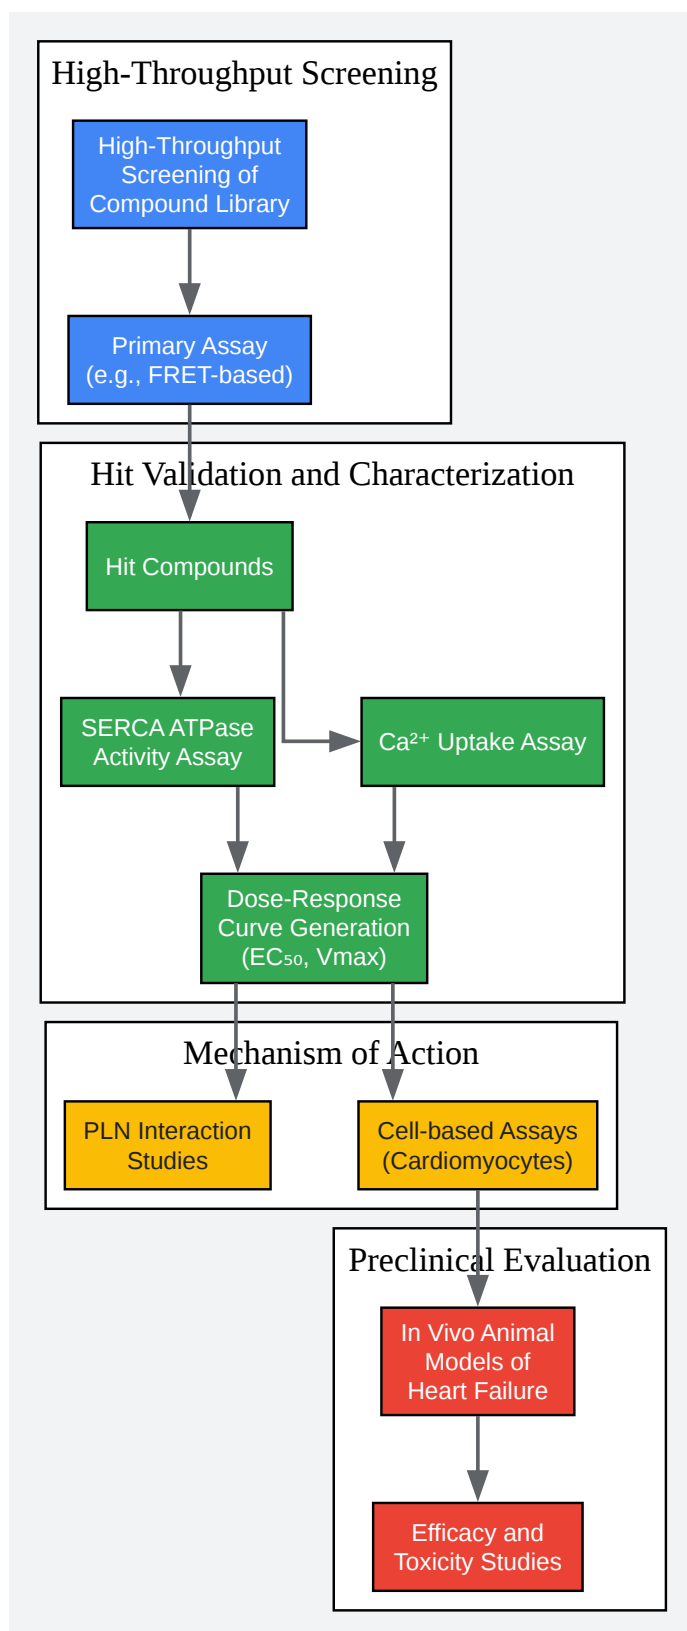 High-Throughput Screening
High-Throughput
Screening of
Compound Library
Primary Assay
(e.g., FRET-based)
Hit Validation and Characterization
Hit Compounds
SERCA ATPase
Activity Assay
Ca²⁺ Uptake Assay
Dose-Response
Curve Generation
(EC₅₀, Vmax)
Mechanism of Action
PLN Interaction
Studies
Cell-based Assays
(Cardiomyocytes)
Preclinical Evaluation
In Vivo Animal
Models of
Heart Failure
Efficacy and
Toxicity Studies